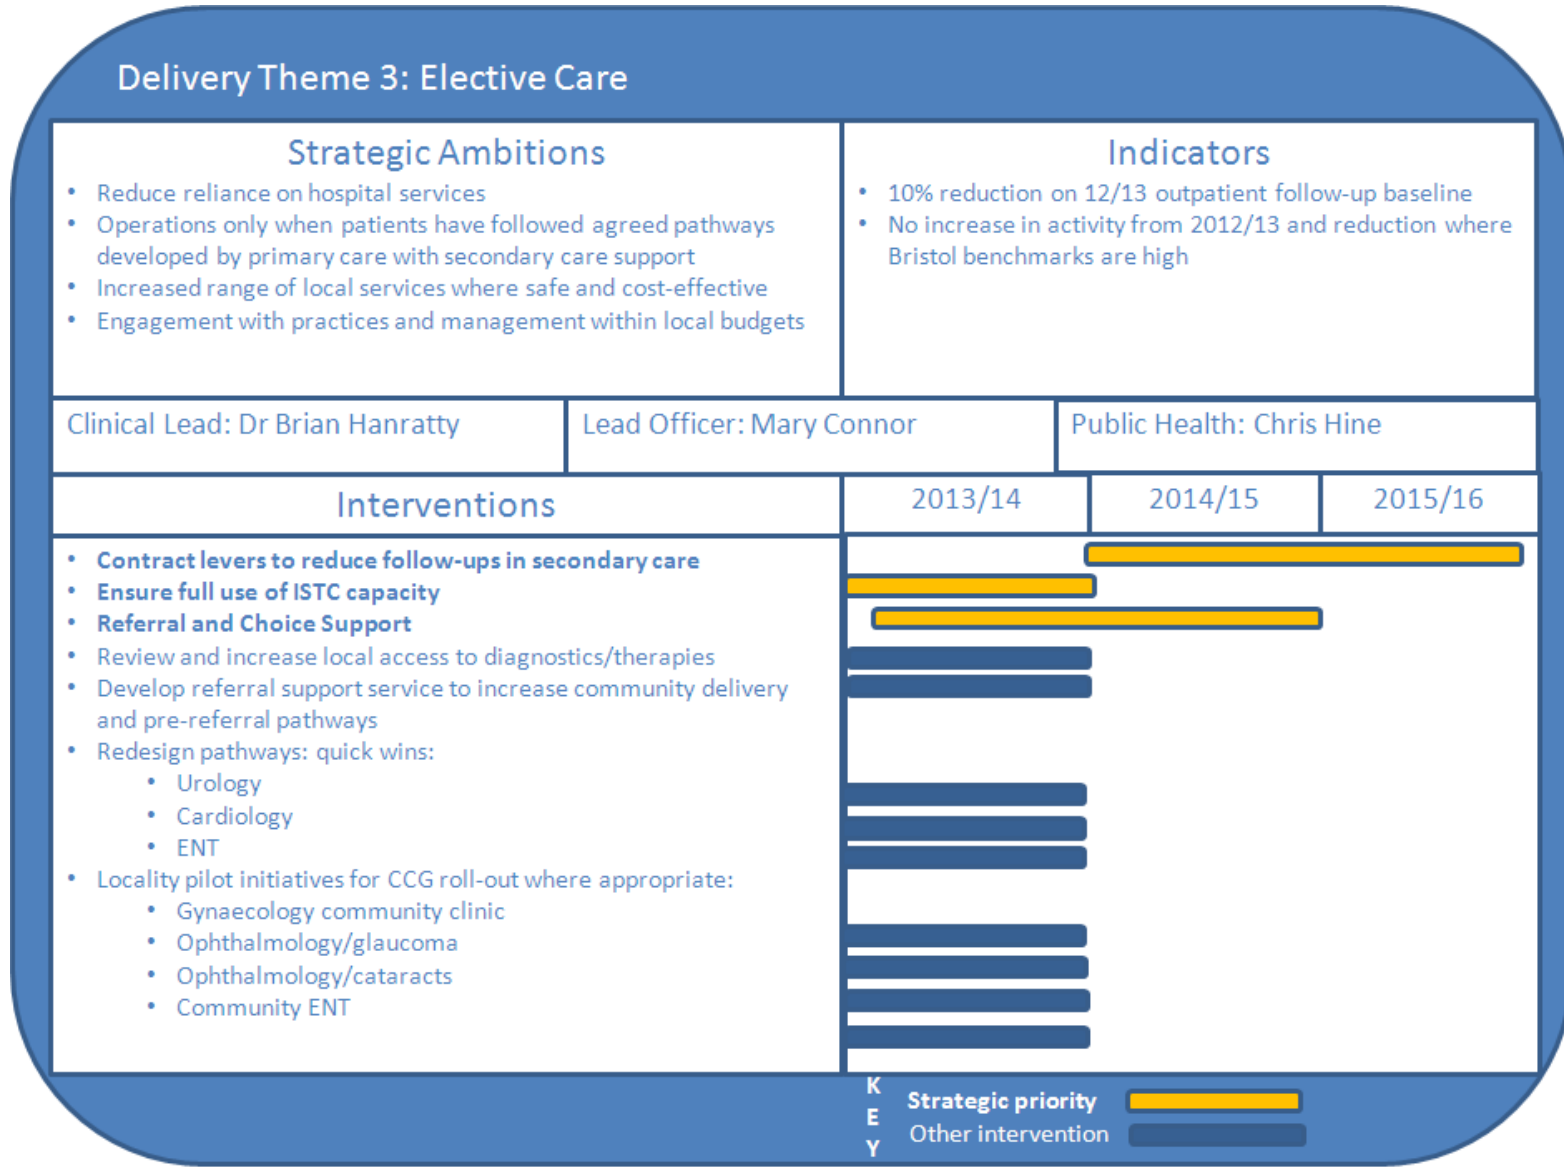 Delivery Theme 3: Elective Care
Strategic Ambitions
• Reduce reliance on hospital services
• Operations only when patients have followed agreed pathways
developed by primary care with secondary care support
• Increased range of local services where safe and cost-effective
• Engagement with practices and management within local budgets
Indicators
• 10% reduction on 12/13 outpatient follow-up baseline
• No increase in activity from 2012/13 and reduction where
Bristol benchmarks are high
Clinical Lead: Dr Brian Hanratty
Lead Officer: Mary Connor
Public Health: Chris Hine
Interventions
2013/14
2014/15
2015/16
• Contract levers to reduce follow-ups in secondary care
• Ensure full use of ISTC capacity
• Referral and Choice Support
• Review and increase local access to diagnostics/therapies
• Develop referral support service to increase community delivery
and pre-referral pathways
• Redesign pathways: quick wins:
• Urology
• Cardiology
• ENT
• Locality pilot initiatives for CCG roll-out where appropriate:
• Gynaecology community clinic
• Ophthalmology/glaucoma
• Ophthalmology/cataracts
• Community ENT
KEY
Strategic priority
Other intervention